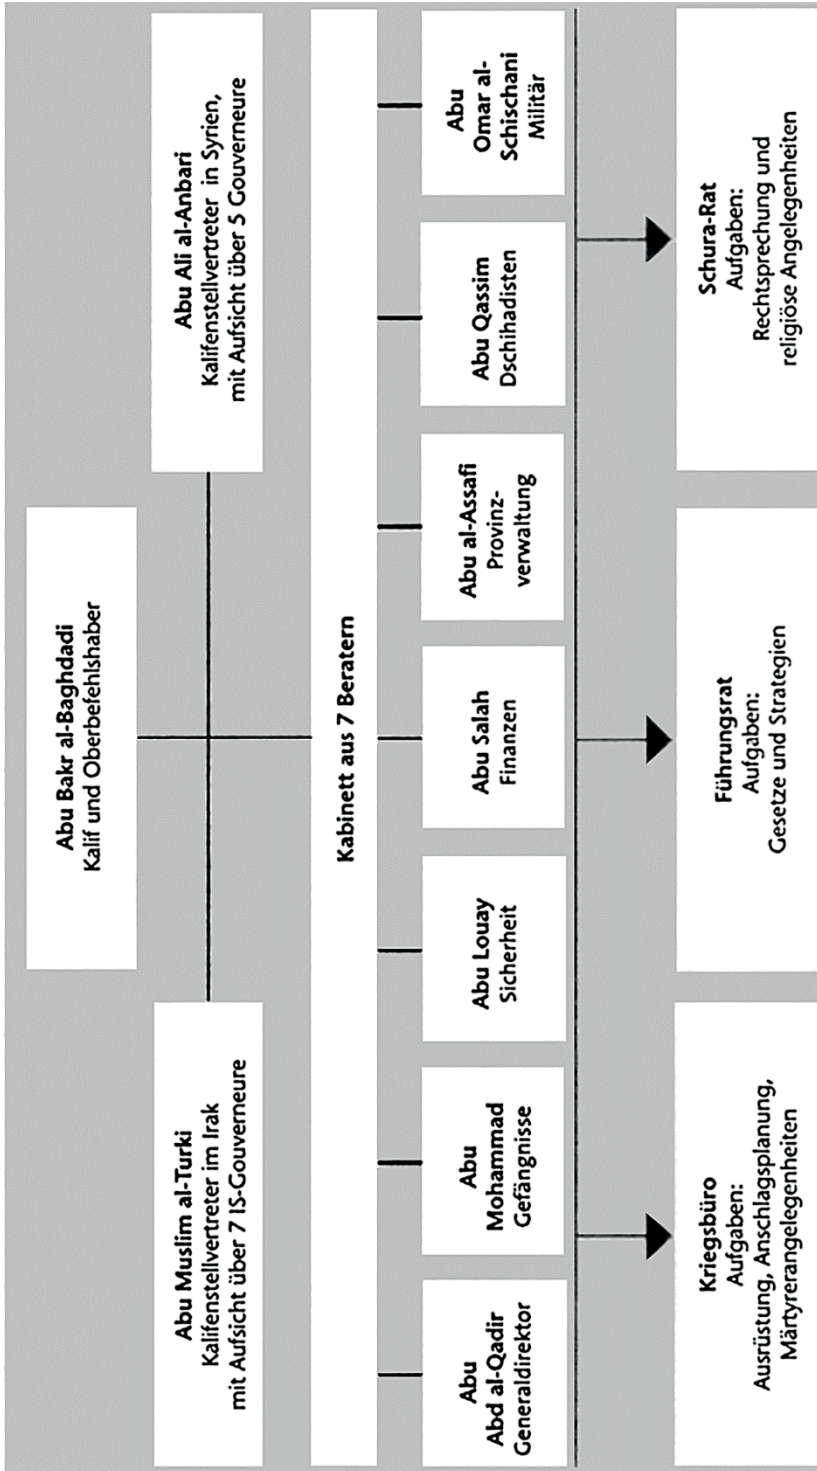 Abu Bakr al-Baghdadi
Kalif und Oberbefehlshaber
Abu Muslim al-Turki
Kalifenstellvertreter im Irak
mit Aufsicht über 7 IS-Gouverneure
Abu Ali al-Anbari
Kalifenstellvertreter in Syrien,
mit Aufsicht über 5 Gouverneure
Kabinett aus 7 Beratern
Abu
Abd al-Qadir
Generaldirektor
Abu
Mohammad
Gefängnisse
Abu Louay
Sicherheit
Abu Salah
Finanzen
Abu al-Assafi
Provinz-
verwaltung
Abu Qassim
Dschihadisten
Abu
Omar al-
Schischani
Militär
Kriegsbüro
Aufgaben:
Ausrüstung, Anschlagsplanung,
Märtyrerangelegenheiten
Führungsrat
Aufgaben:
Gesetze und Strategien
Schura-Rat
Aufgaben:
Rechtsprechung und
religiöse Angelegenheiten